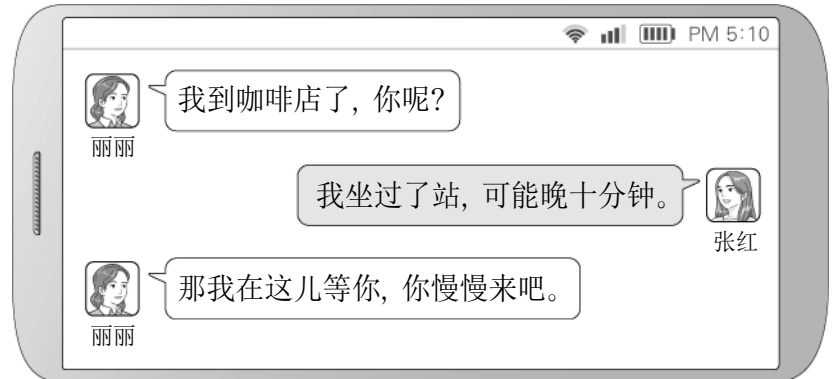 PM 5:10
我到咖啡店了, 你呢?
丽丽
我坐过了站, 可能晚十分钟。
张红
那我在这儿等你, 你慢慢来吧。
丽丽